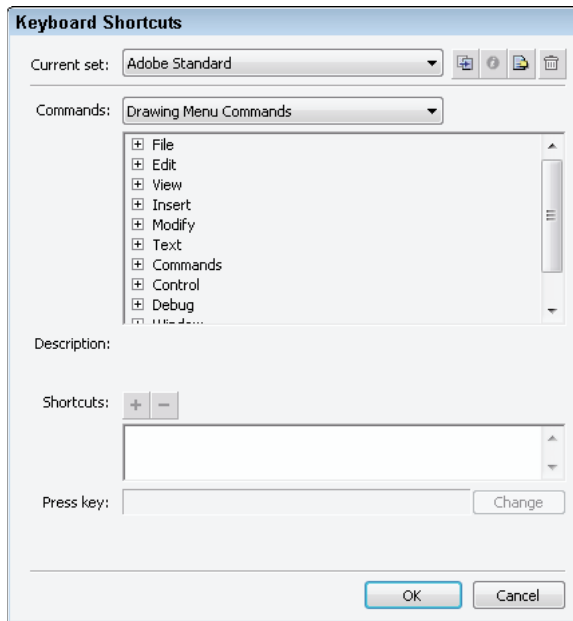 Keyboard Shortcuts
Current set: Adobe Standard
Commands: Drawing Menu Commands
File
Edit
View
Insert
Modify
Text
Commands
Control
Debug
Description:
Shortcuts:
Press key: Change
OK Cancel